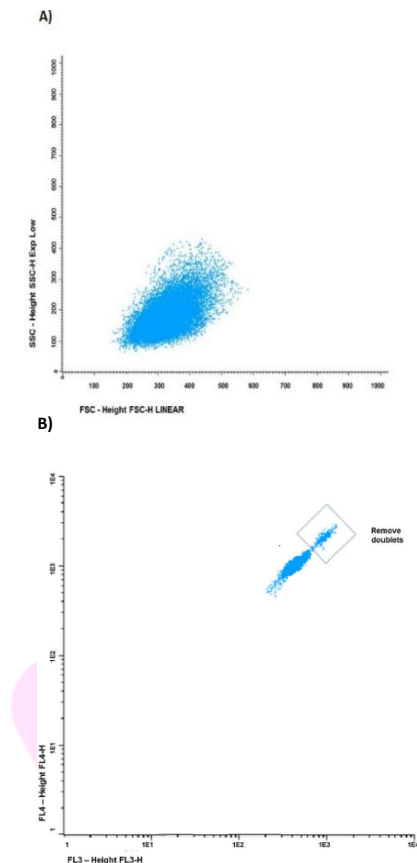 A)
1000
900
800
700
600
500
400
300
200
100
0
SSC - Height SSC-H Exp Low
0
100 200 300 400 500 600 700 800 900 1000
FSC - Height FSC-H LINEAR
B)
1E4
1E3
1E2
1E1
1
FL4 – Height FL4-H
Remove
doublets
1 1E1 1E2 1E3
FL3 – Height FL3-H